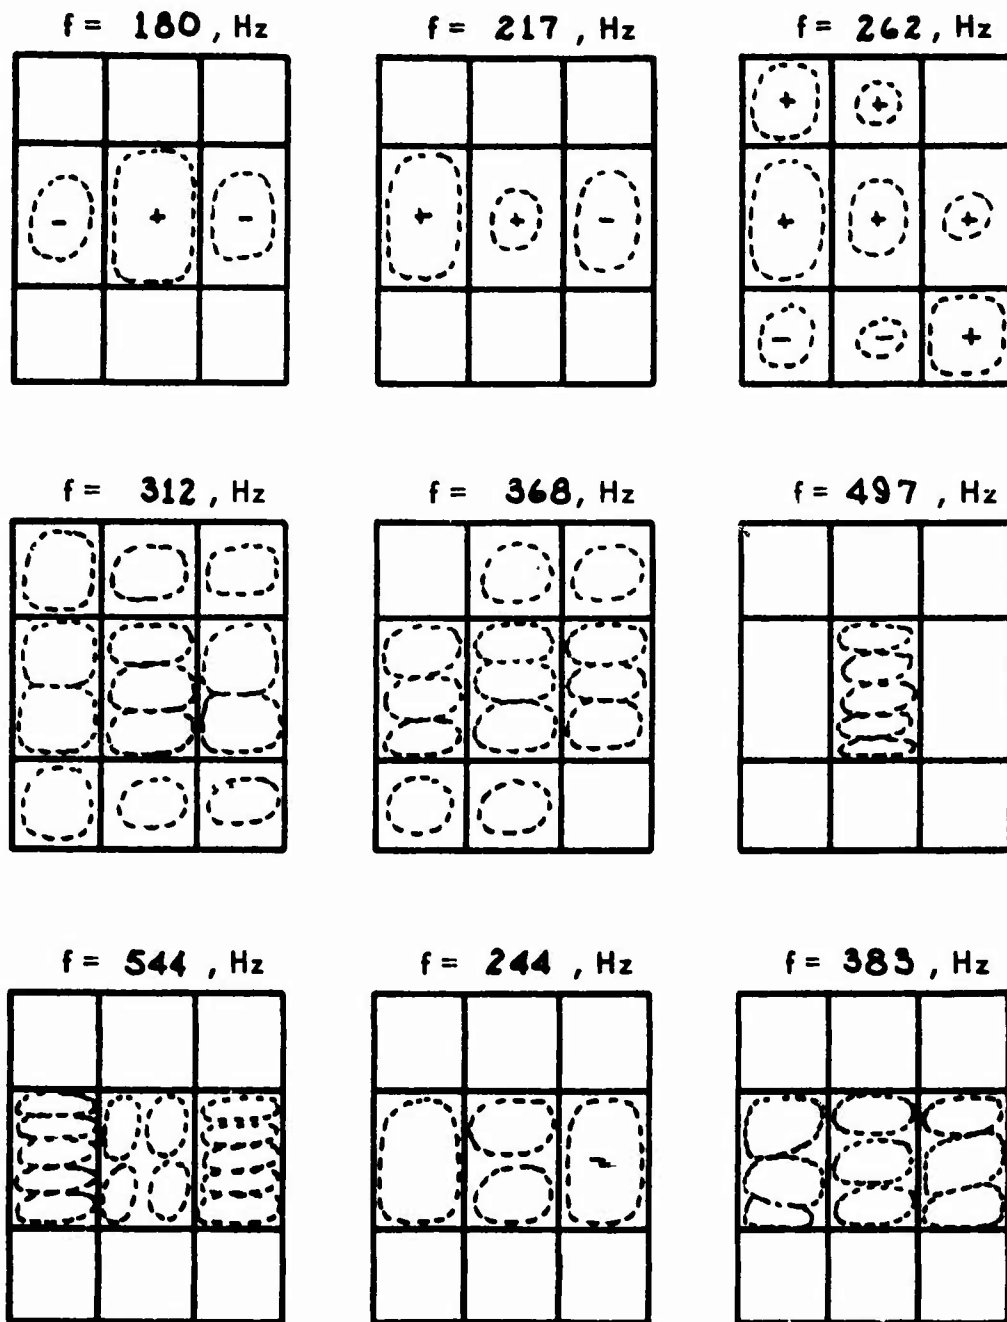 f = 180 , Hz
f = 217 , Hz
f = 262 , Hz
- + -
+ + -
+ +
+ + +
- - +
f = 312 , Hz
f = 368, Hz
f = 497 , Hz
f = 544 , Hz
f = 244 , Hz
f = 383, Hz
-